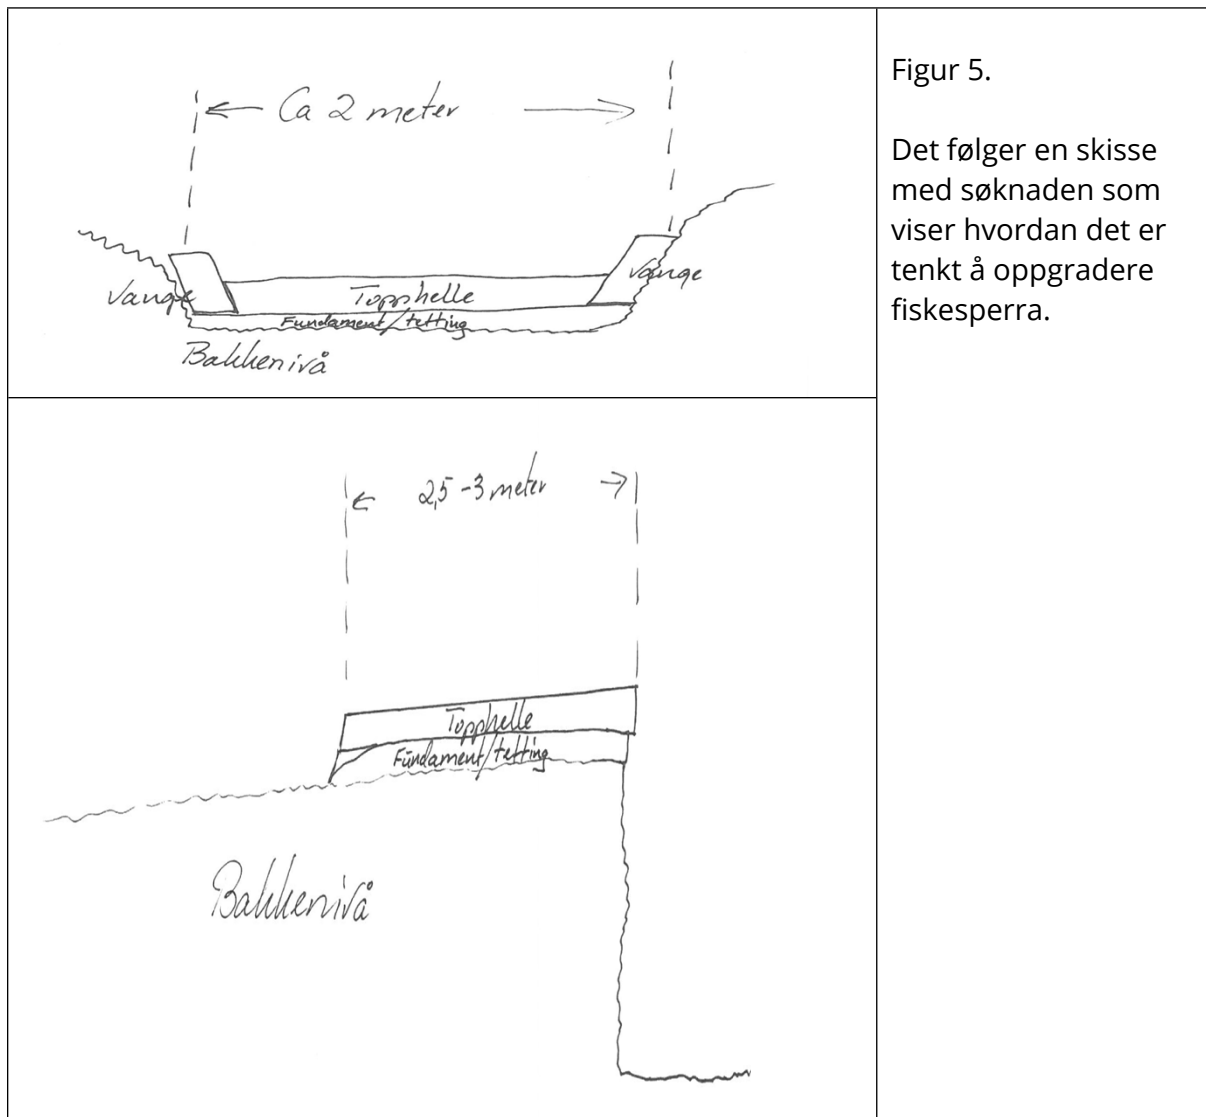 Ca 2 meter
Vange
Topphelle
Vange
Fundament/tetting
Bakkenivå
Figur 5.
Det følger en skisse
med søknaden som
viser hvordan det er
tenkt å oppgradere
fiskesperra.
2,5-3 meter
Topphelle
Fundament/tetting
Bakkenivå